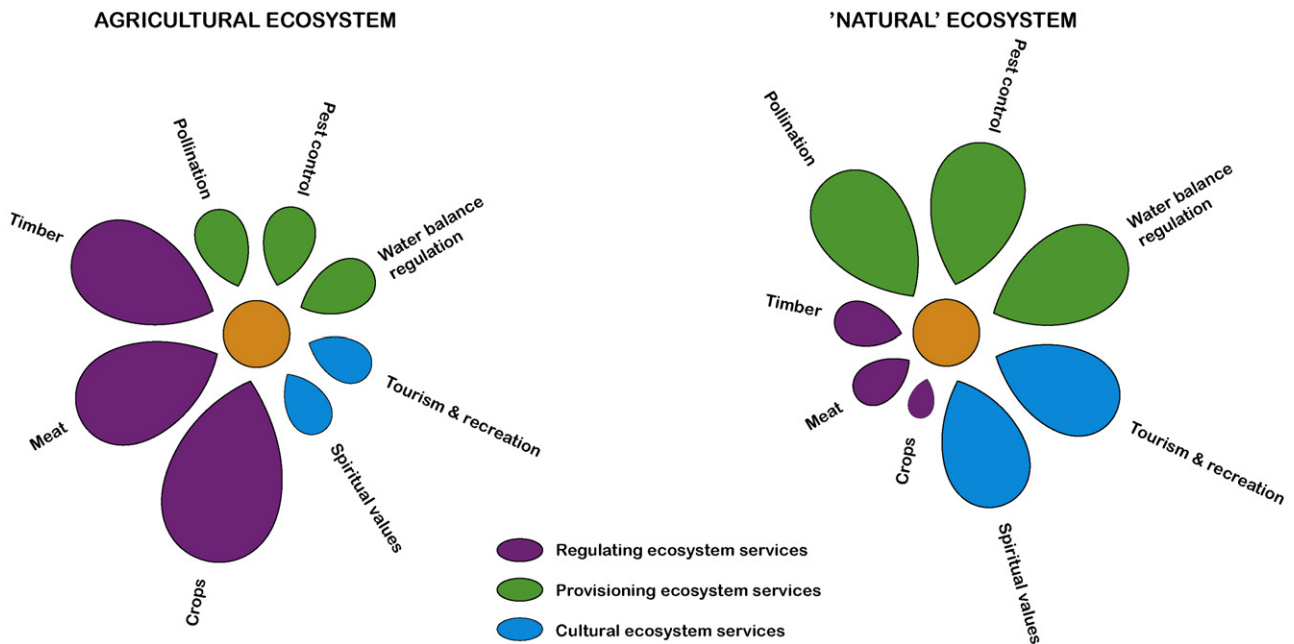 AGRICULTURAL ECOSYSTEM
Pollination
Pest control
Timber
Water balance
regulation
Meat
Tourism & recreation
Spiritual values
Crops
’NATURAL’ ECOSYSTEM
Pollination
Pest control
Water balance
regulation
Timber
Meat
Crops
Tourism & recreation
Spiritual values
Regulating ecosystem services
Provisioning ecosystem services
Cultural ecosystem services